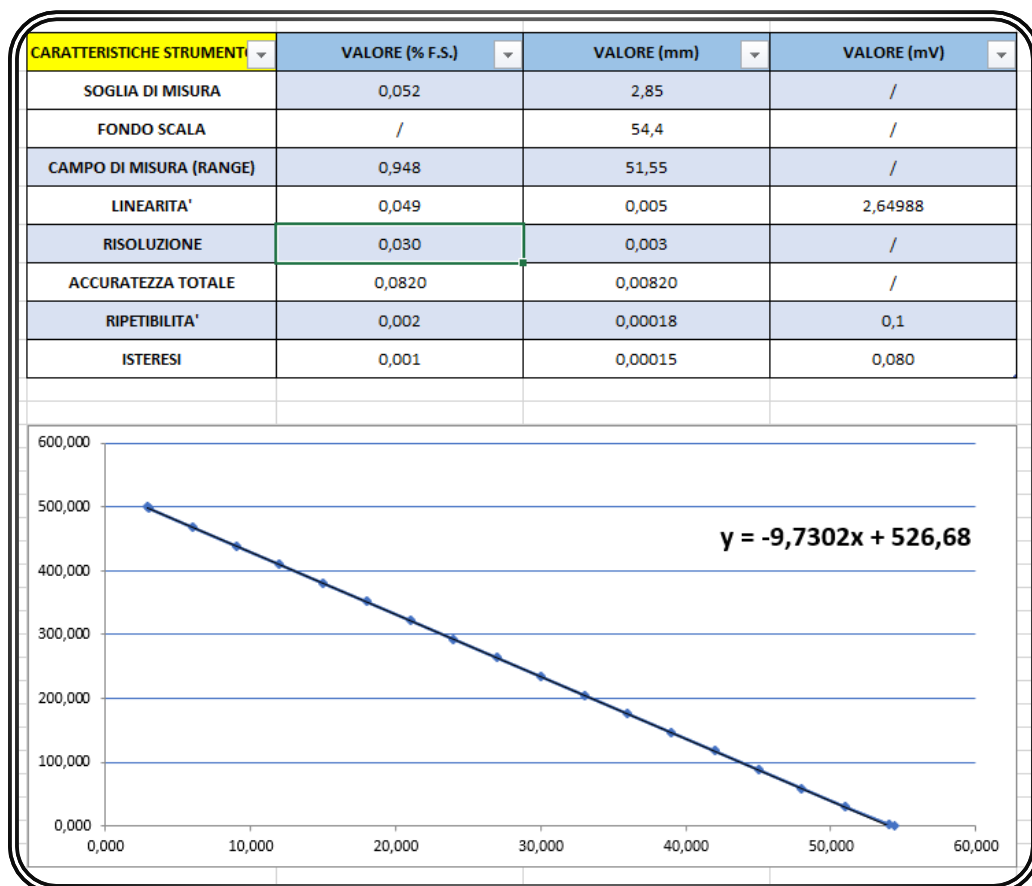 CARATTERISTICHE STRUMENT VALORE (% F.S.) VALORE (mm) VALORE (mV)
SOGLIA DI MISURA 0,052 2,85 /
FONDO SCALA / 54,4 /
CAMPO DI MISURA (RANGE) 0,948 51,55 /
LINEARITA' 0,049 0,005 2,64988
RISOLUZIONE 0,030 0,003 /
ACCURATEZZA TOTALE 0,0820 0,00820 /
RIPETIBILITA' 0,002 0,00018 0,1
ISTERESI 0,001 0,00015 0,080
600,000
500,000
y = -9,7302x + 526,68
400,000
300,000
200,000
100,000
0,000
0,000 10,000 20,000 30,000 40,000 50,000 60,000